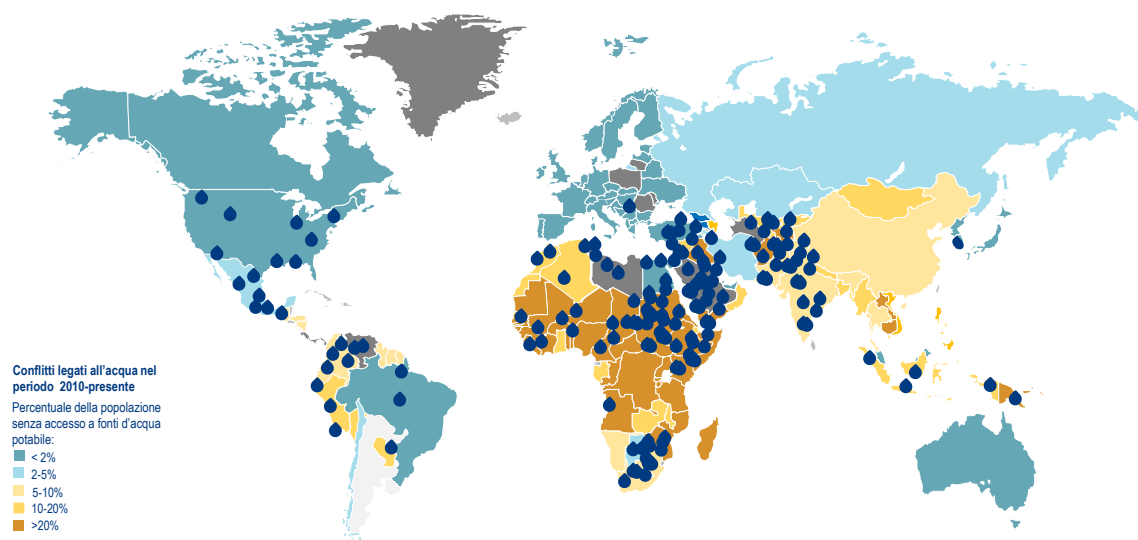 Conflitti legati all'acqua nel
periodo 2010-presente
Percentuale della popolazione
senza accesso a fonti d'acqua
potabile:
< 2%
2-5%
5-10%
10-20%
>20%